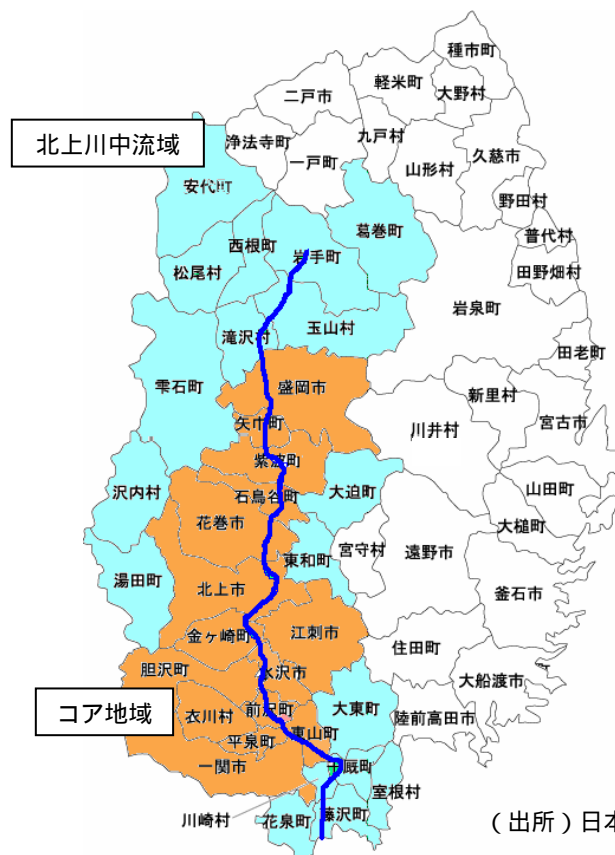 種市町
軽米町
大野村
二戸市
浄法寺町
九戸村
北上川中流域
一戸町
山形村
久慈市
安代町
野田村
葛巻町
西根町
普代村
岩手町
松尾村
田野畑村
岩泉町
玉山村
滝沢村
田老町
雫石町
盛岡市
新里村
宮古市
矢巾町
川井村
紫波町
沢内村
石鳥谷町
大迫町
山田町
花巻市
大槌町
東和町
宮守村
遠野市
湯田町
北上市
釜石市
金ヶ崎町
江刺市
住田町
胆沢町
水沢市
大船渡市
コア地域
衣川村
前沢町
大東町
陸前高田市
東山町
平泉町
一関市
千厩町
室根村
川崎村
花泉町
藤沢町
(出所)日本